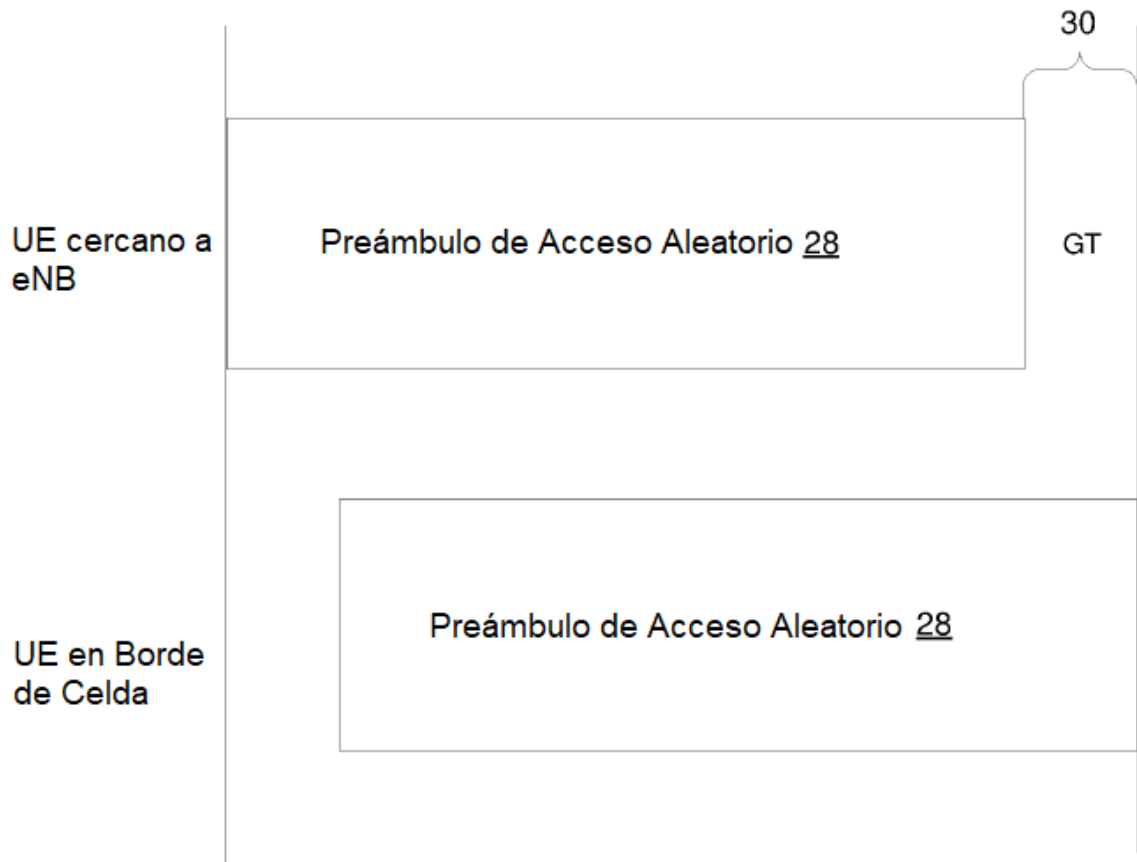 30
UE cercano a
eNB
Preámbulo de Acceso Aleatorio 28
GT
Preámbulo de Acceso Aleatorio 28
UE en Borde
de Celda